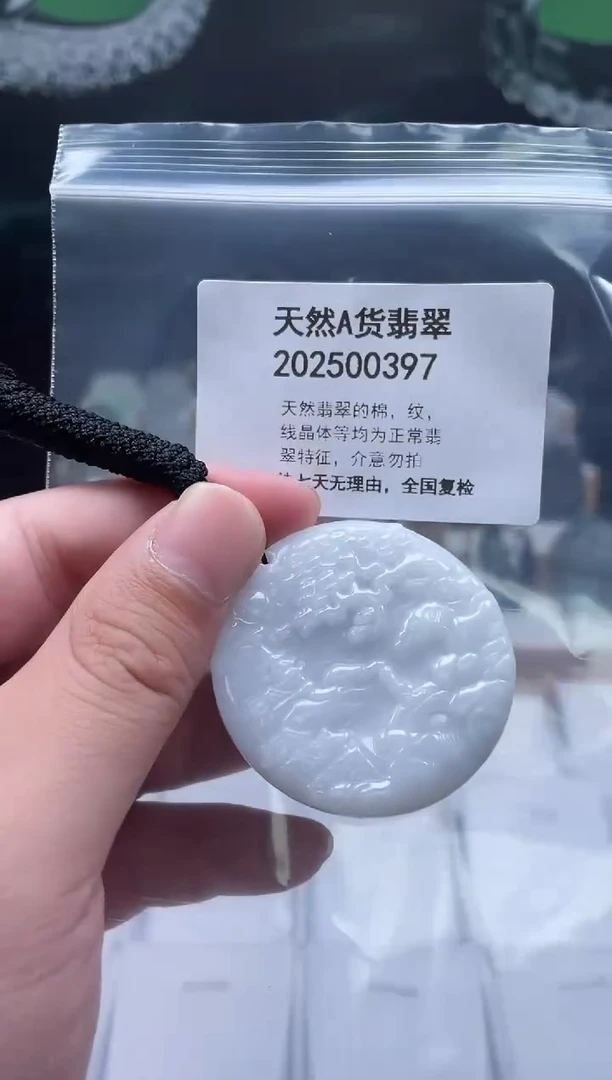 天然A货翡翠
202500397
天然翡翠的棉，纹，
线晶体等均为正常翡
翠特征，介意勿拍
七天无理由，全国复检